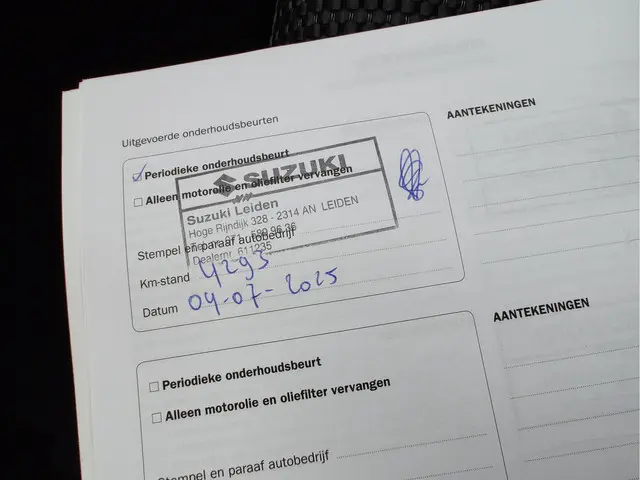 Uitgevoerde onderhoudsbeurten
Periodieke onderhoudsbeurt
SUZUKI
Alleen motorolie en oliefilter vervangen
Suzuki Leiden
Hoge Rijndijk 328 - 2314 AN LEIDEN
Stempel en paraaf autobedrijf
Dealernr. 611235
Km-stand 4293
Datum 04-07-2025
AANTEKENINGEN
Periodieke onderhoudsbeurt
Alleen motorolie en oliefilter vervangen
Stempel en paraaf autobedrijf
AANTEKENINGEN